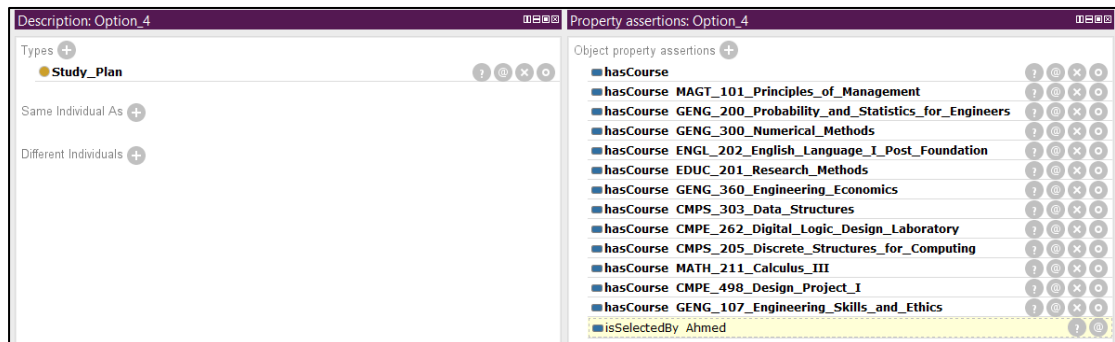 Description: Option_4
Types
Study_Plan
Same Individual As
Different Individuals
Property assertions: Option_4
Object property assertions
hasCourse
hasCourse MAGT_101_Principles_of_Management
hasCourse GENG_200_Probability_and_Statistics_for_Engineers
hasCourse GENG_300_Numerical_Methods
hasCourse ENGL_202_English_Language_I_Post_Foundation
hasCourse EDUC_201_Research_Methods
hasCourse GENG_360_Engineering_Economics
hasCourse CMPS_303_Data_Structures
hasCourse CMPE_262_Digital_Logic_Design_Laboratory
hasCourse CMPS_205_Discrete_Structures_for_Computing
hasCourse MATH_211_Calculus_III
hasCourse CMPE_498_Design_Project_I
hasCourse GENG_107_Engineering_Skills_and_Ethics
isSelectedBy Ahmed